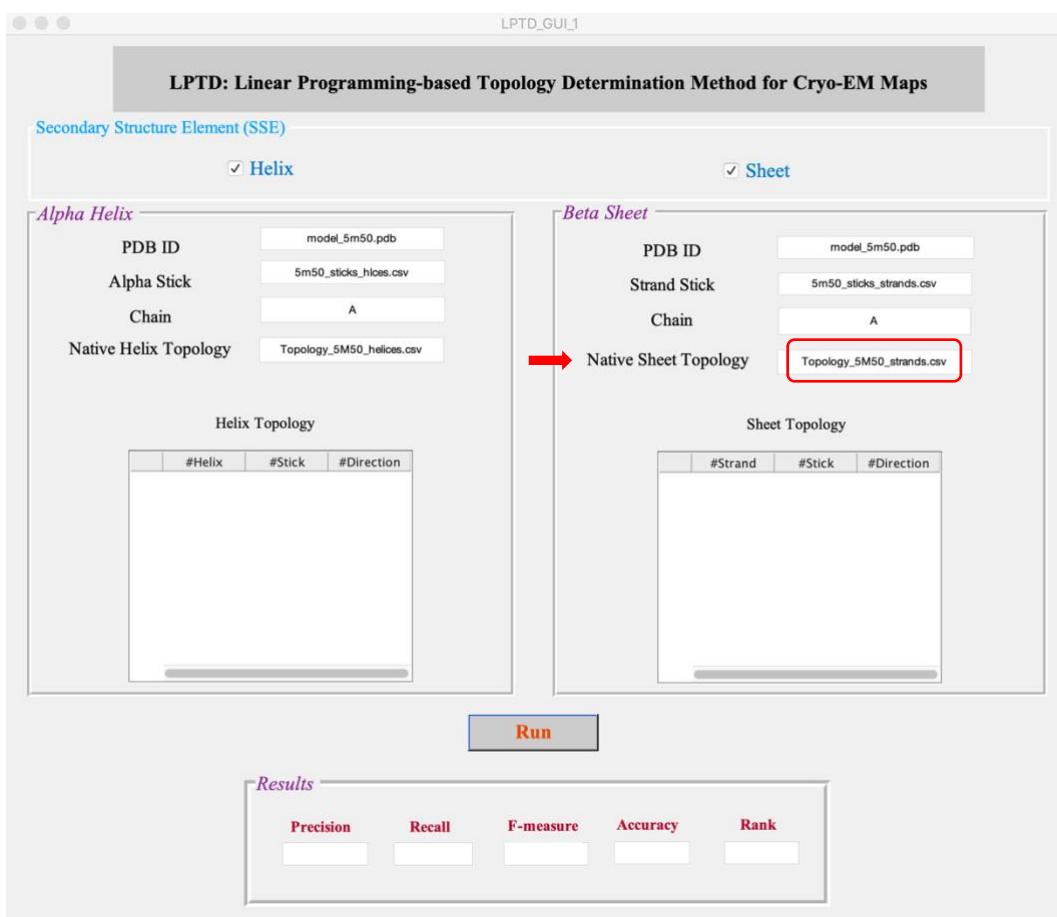 LPTD_GUI_1
LPTD: Linear Programming-based Topology Determination Method for Cryo-EM Maps
Secondary Structure Element (SSE)
Helix
Sheet
Alpha Helix
PDB ID model_5m50.pdb
Alpha Stick 5m50_sticks_hlces.csv
Chain A
Native Helix Topology Topology_5M50_helices.csv
Helix Topology
#Helix #Stick #Direction
Beta Sheet
PDB ID model_5m50.pdb
Strand Stick 5m50_sticks_strands.csv
Chain A
Native Sheet Topology Topology_5M50_strands.csv
Sheet Topology
#Strand #Stick #Direction
Run
Results
Precision Recall F-measure Accuracy Rank